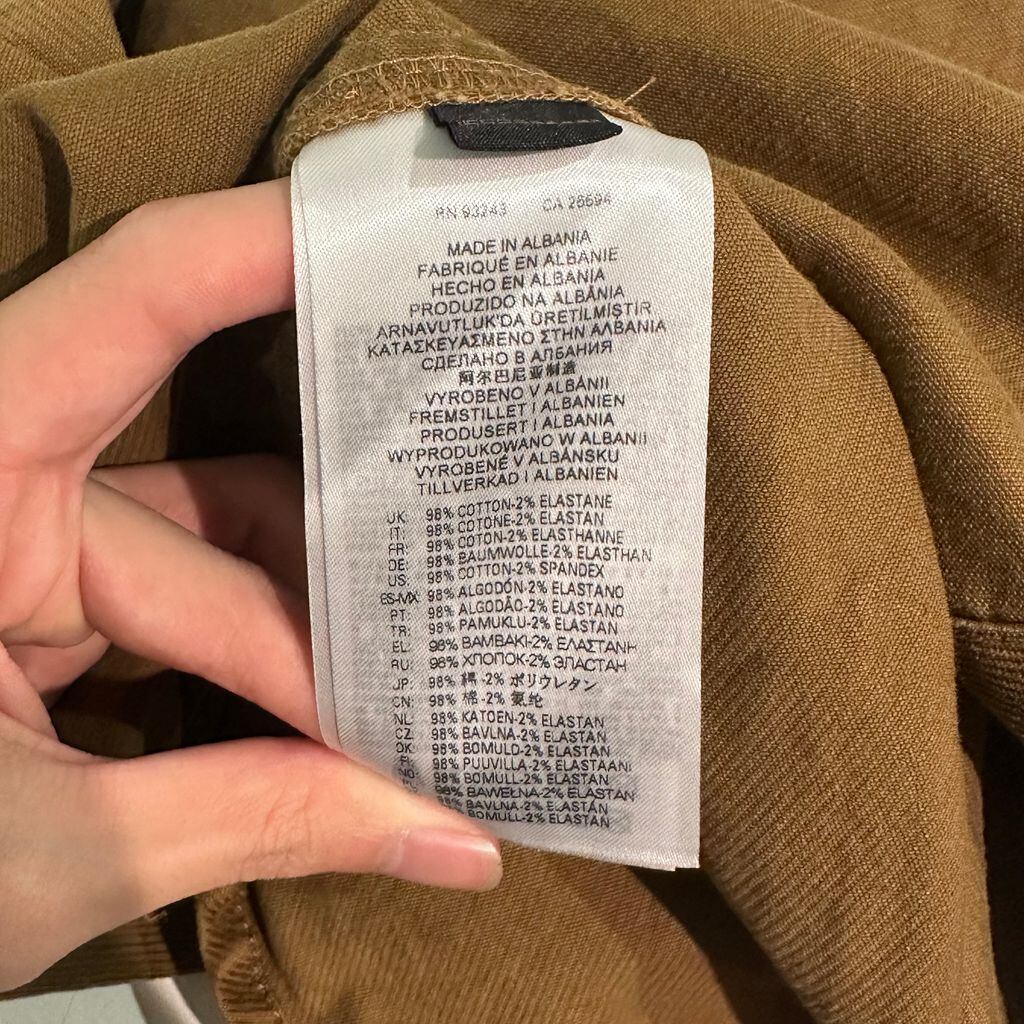 RN 93243 CA 26694
MADE IN ALBANIA
FABRIQUÉ EN ALBANIE
HECHO EN ALBANIA
PRODUZIDO NA ALBÂNIA
ARNAVUTLUK'DA ÜRETİLMİŞTİR
ΚΑΤΑΣΚΕΥΑΣΜΕΝΟ ΣΤΗΝ ΑΛΒΑΝΙΑ
СДЕЛАНО В АЛБАНИЯ
阿尔巴尼亚制造
VYROBENO V ALBÁNII
FREMSTILLET I ALBANIEN
PRODUSERT I ALBANIA
WYPRODUKOWANO W ALBANII
VYROBENÉ V ALBÁNSKU
TILLVERKAD I ALBANIEN
UK: 98% COTTON-2% ELASTANE
IT: 98% COTONE-2% ELASTAN
FR: 98% COTON-2% ELASTHANNE
DE: 98% BAUMWOLLE-2% ELASTHAN
US: 98% COTTON-2% SPANDEX
ES-MX: 98% ALGODÓN-2% ELASTANO
PT: 98% ALGODÃO-2% ELASTANO
TR: 98% PAMUKLU-2% ELASTAN
EL: 98% ΒΑΜΒΑΚΙ-2% ΕΛΑΣΤΑΝΗ
RU: 98% ХЛОПОК-2% ЭЛАСТАН
JP: 98% 綿-2% ポリウレタン
CN: 98% 棉-2% 氨纶
NL: 98% KATOEN-2% ELASTAN
CZ: 98% BAVLNA-2% ELASTAN
DK: 98% BOMULD-2% ELASTAN
98% PUUVILLA-2% ELASTAANI
98% BOMULL-2% ELASTAN
98% BAWEŁNA-2% ELASTAN
98% BAVLNA-2% ELASTÁN
BOMULL-2% ELASTAN